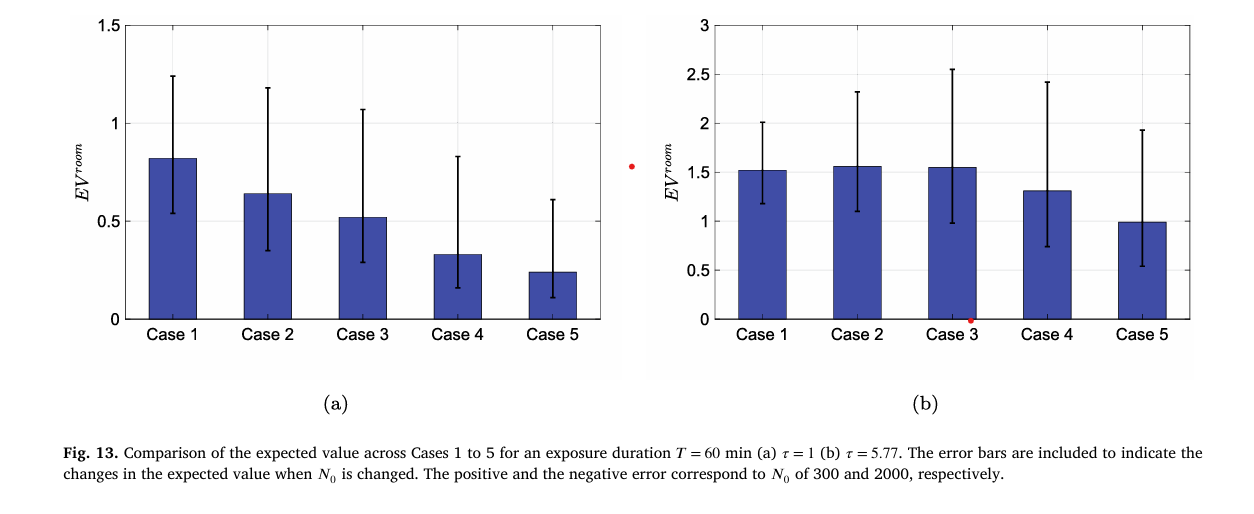 1.5
1
0.5
0
EV^room
Case 1 Case 2 Case 3 Case 4 Case 5
(a)
3
2.5
2
1.5
1
0.5
0
EV^room
Case 1 Case 2 Case 3 Case 4 Case 5
(b)
Fig. 13. Comparison of the expected value across Cases 1 to 5 for an exposure duration T = 60 min (a) τ = 1 (b) τ = 5.77. The error bars are included to indicate the
changes in the expected value when N₀ is changed. The positive and the negative error correspond to N₀ of 300 and 2000, respectively.